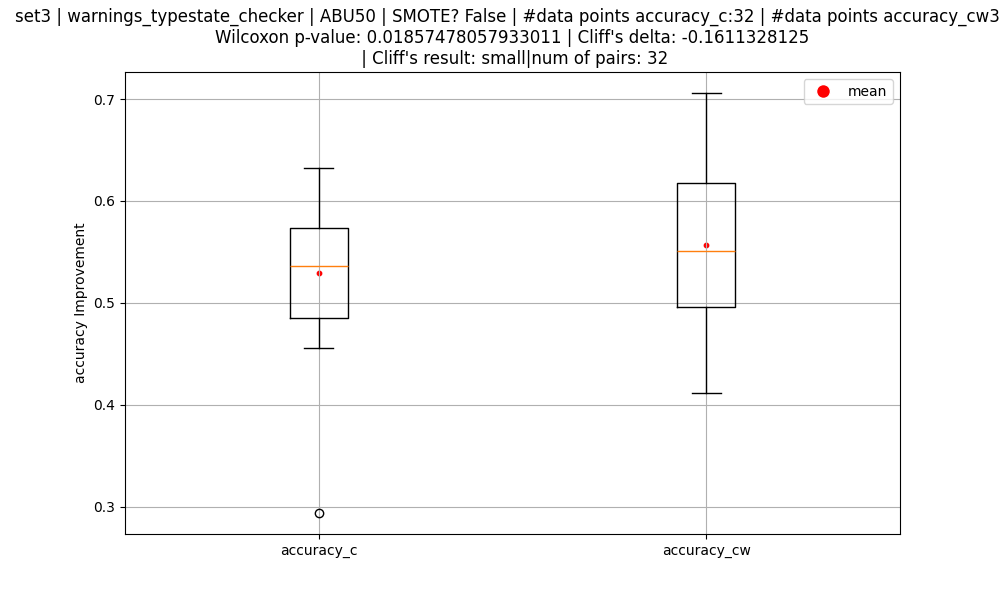 set3 | warnings_typestate_checker | ABU50 | SMOTE? False | #data points accuracy_c:32 | #data points accuracy_cw3
Wilcoxon p-value: 0.01857478057933011 | Cliff's delta: -0.1611328125
| Cliff's result: small|num of pairs: 32
mean
0.7
0.6
0.5
0.4
0.3
accuracy Improvement
accuracy_c
accuracy_cw